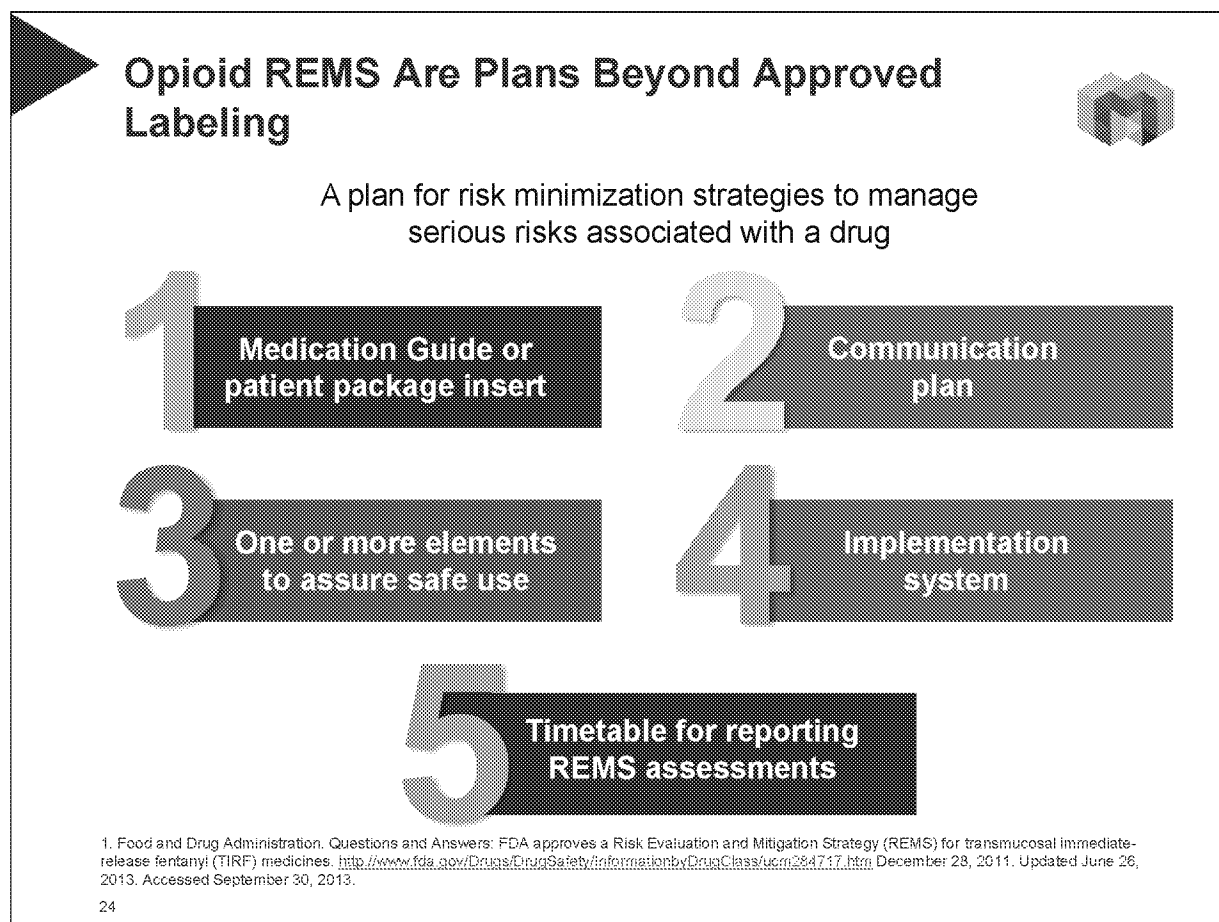 Opioid REMS Are Plans Beyond Approved
Labeling
A plan for risk minimization strategies to manage
serious risks associated with a drug
1
Medication Guide or
patient package insert
2
Communication
plan
3
One or more elements
to assure safe use
4
Implementation
system
5
Timetable for reporting
REMS assessments
1. Food and Drug Administration. Questions and Answers: FDA approves a Risk Evaluation and Mitigation Strategy (REMS) for transmucosal immediate-
release fentanyl (TIRF) medicines. http://www.fda.gov/Drugs/DrugSafety/InformationbyDrugClass/ucm284717.htm December 28, 2011. Updated June 26,
2013. Accessed September 30, 2013.
24